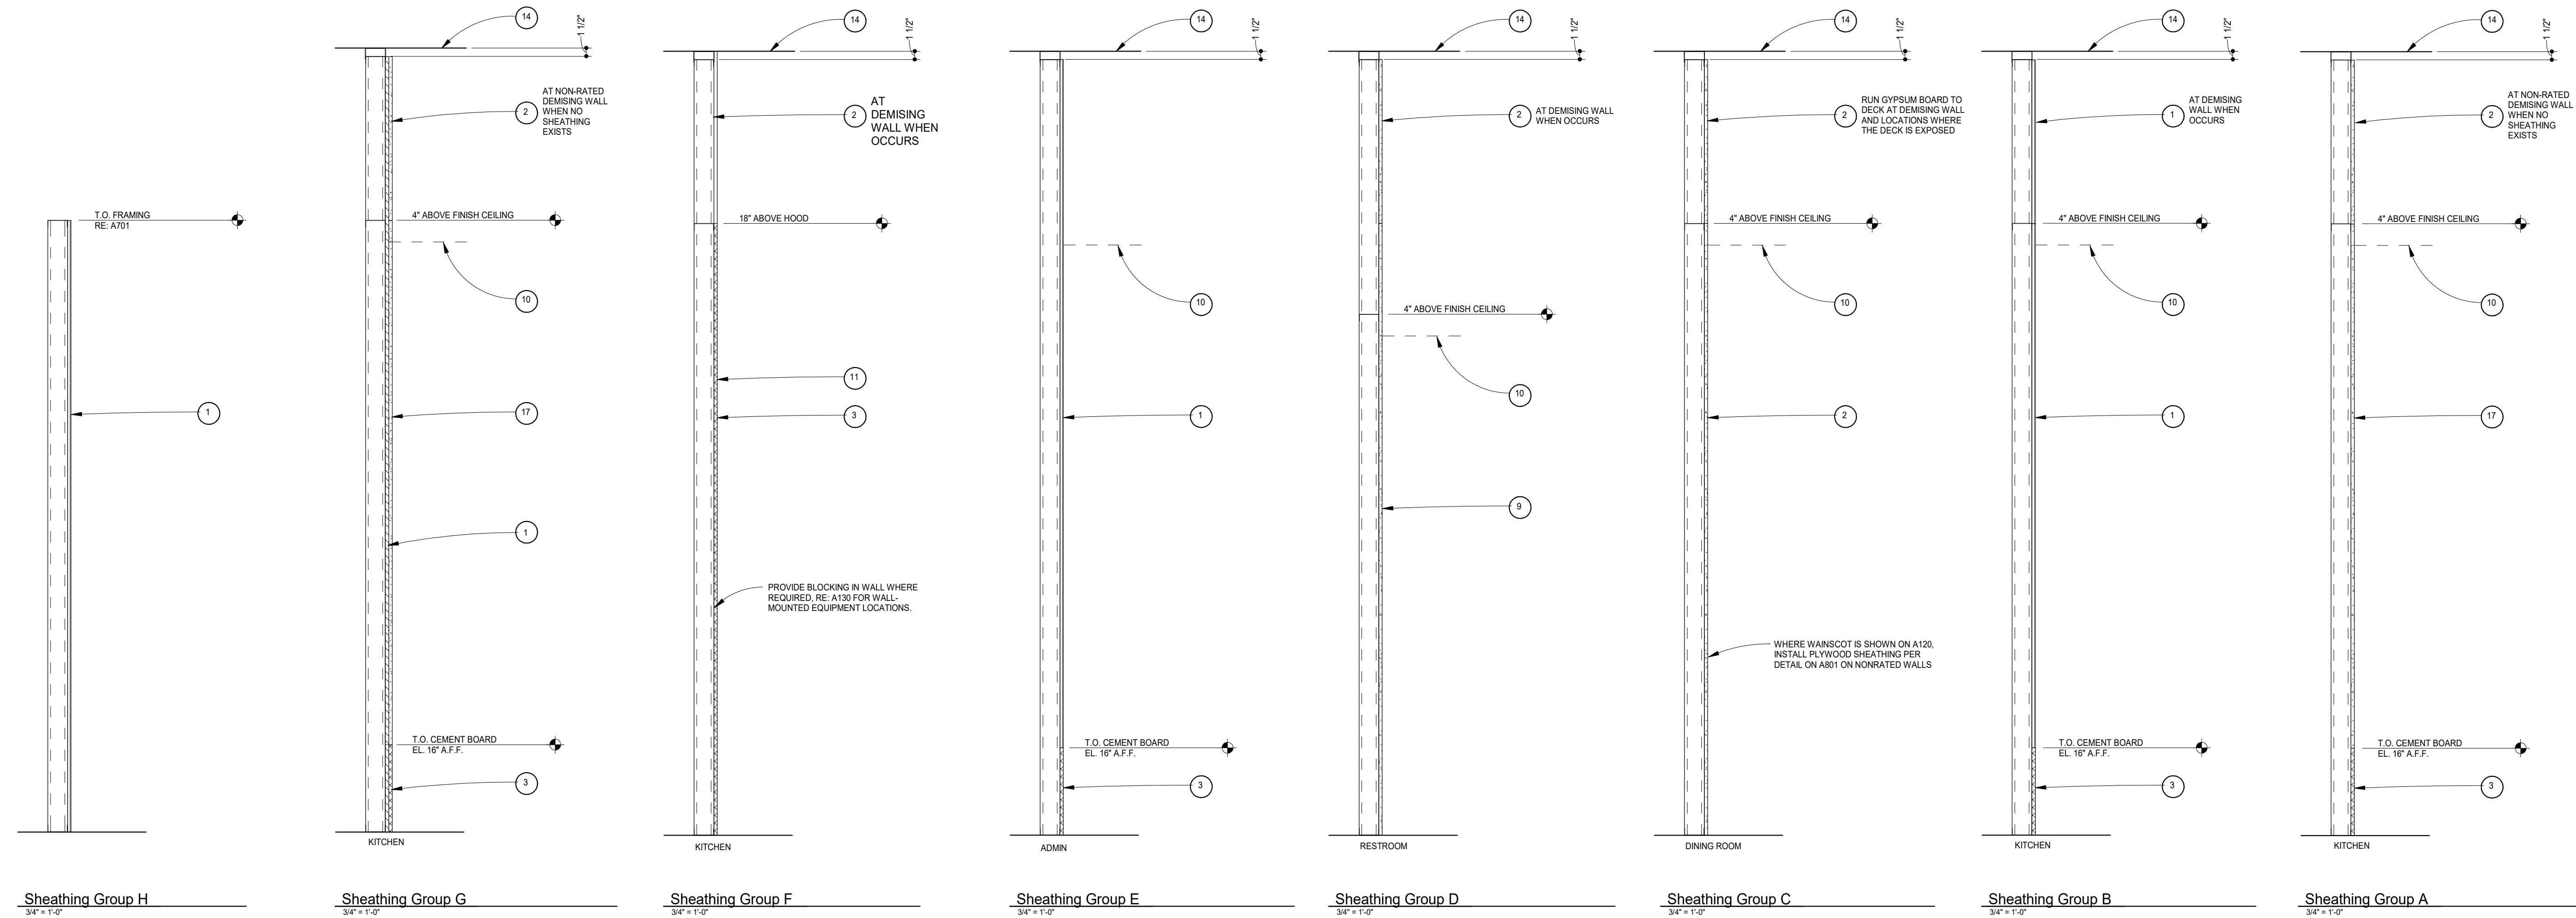 T.O. FRAMING
RE: A701
1
Sheathing Group H
3/4" = 1'-0"
14
1 1/2"
2
AT NON-RATED
DEMISING WALL
WHEN NO
SHEATHING
EXISTS
4" ABOVE FINISH CEILING
10
17
1
T.O. CEMENT BOARD
EL. 16" A.F.F.
3
KITCHEN
Sheathing Group G
3/4" = 1'-0"
14
1 1/2"
2
AT
DEMISING
WALL WHEN
OCCURS
18" ABOVE HOOD
11
3
PROVIDE BLOCKING IN WALL WHERE
REQUIRED, RE: A130 FOR WALL-
MOUNTED EQUIPMENT LOCATIONS.
KITCHEN
Sheathing Group F
3/4" = 1'-0"
14
1 1/2"
10
1
T.O. CEMENT BOARD
EL. 16" A.F.F.
3
ADMIN
Sheathing Group E
3/4" = 1'-0"
14
1 1/2"
2
AT DEMISING WALL
WHEN OCCURS
4" ABOVE FINISH CEILING
10
9
RESTROOM
Sheathing Group D
3/4" = 1'-0"
14
1 1/2"
2
RUN GYPSUM BOARD TO
DECK AT DEMISING WALL
AND LOCATIONS WHERE
THE DECK IS EXPOSED
4" ABOVE FINISH CEILING
10
2
WHERE WAINSCOT IS SHOWN ON A120,
INSTALL PLYWOOD SHEATHING PER
DETAIL ON A801 ON NONRATED WALLS
DINING ROOM
Sheathing Group C
3/4" = 1'-0"
14
1 1/2"
1
AT DEMISING
WALL WHEN
OCCURS
4" ABOVE FINISH CEILING
10
1
T.O. CEMENT BOARD
EL. 16" A.F.F.
3
KITCHEN
Sheathing Group B
3/4" = 1'-0"
14
1 1/2"
2
AT NON-RATED
DEMISING WALL
WHEN NO
SHEATHING
EXISTS
4" ABOVE FINISH CEILING
10
17
T.O. CEMENT BOARD
EL. 16" A.F.F.
3
KITCHEN
Sheathing Group A
3/4" = 1'-0"